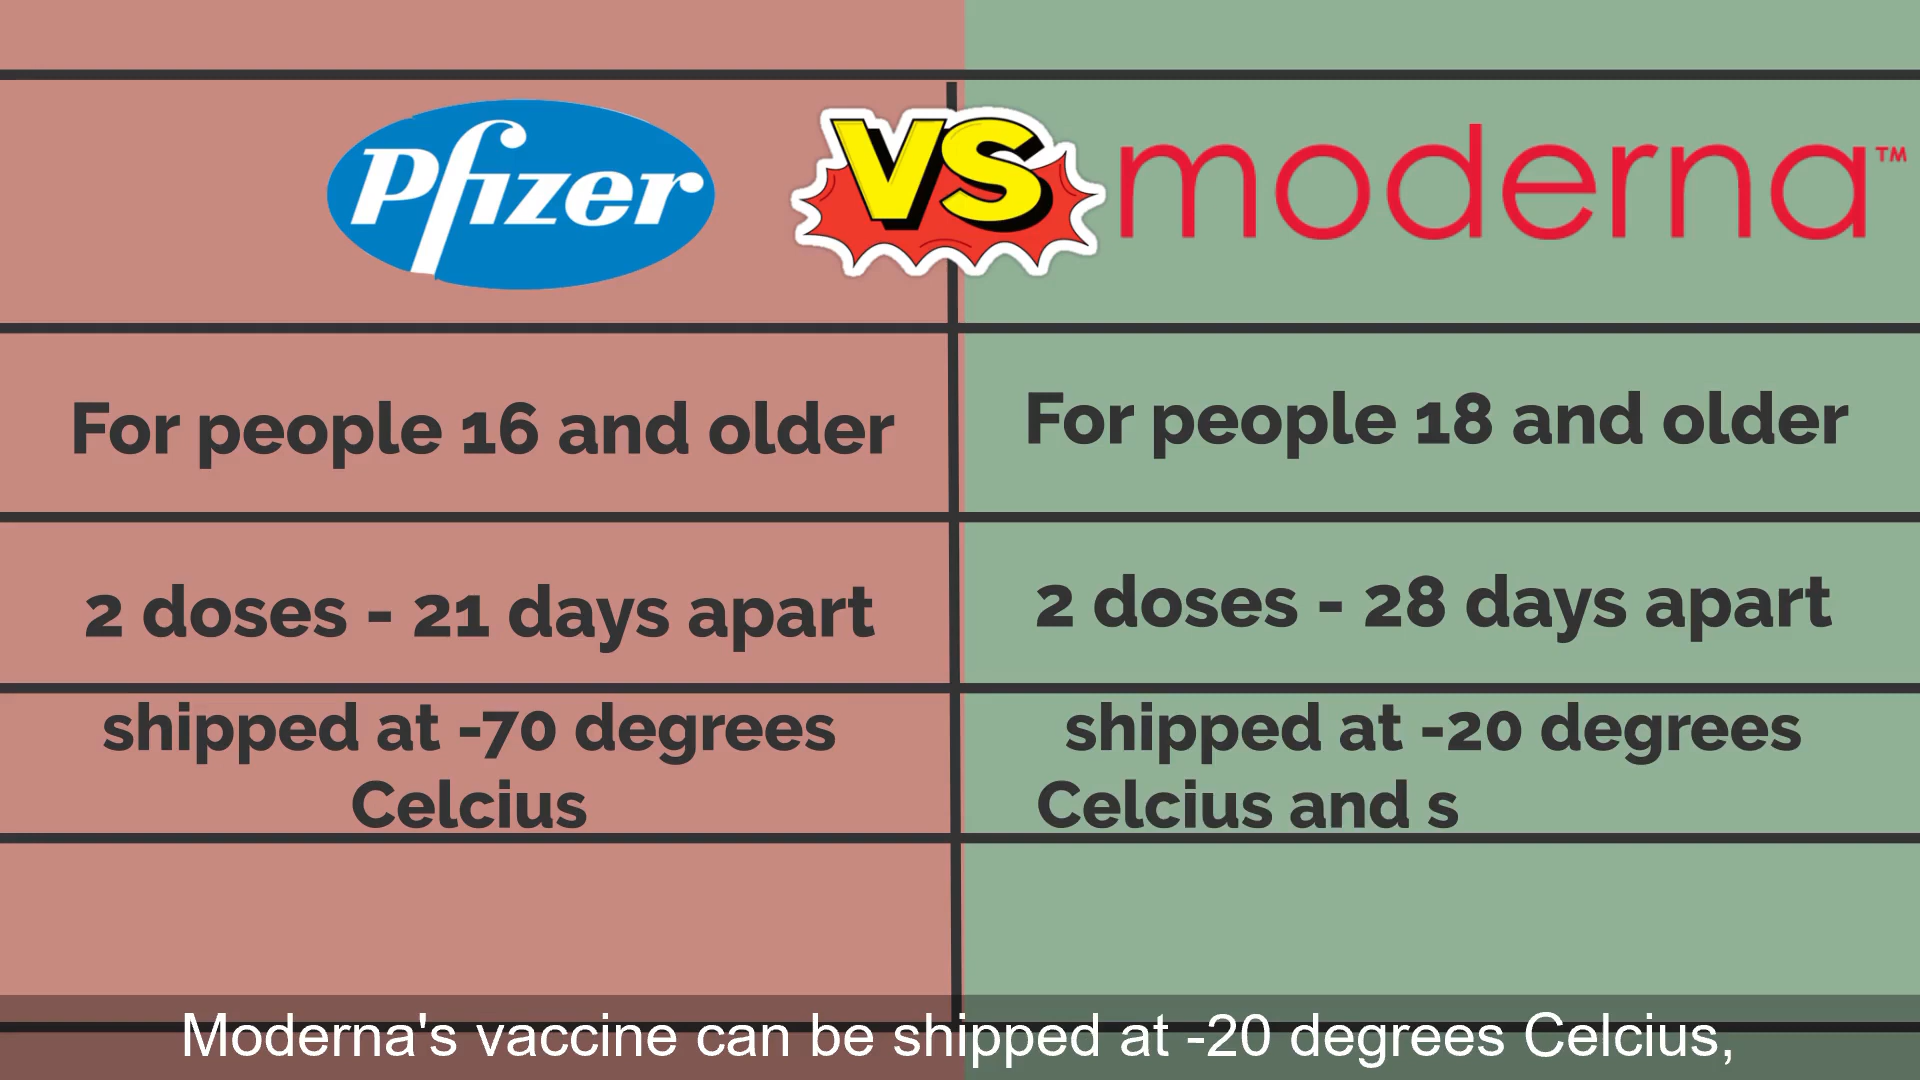 Pfizer
VS
moderna™
For people 16 and older
For people 18 and older
2 doses - 21 days apart
2 doses - 28 days apart
shipped at -70 degrees
Celcius
shipped at -20 degrees
Celcius and s
Moderna's vaccine can be shipped at -20 degrees Celcius,